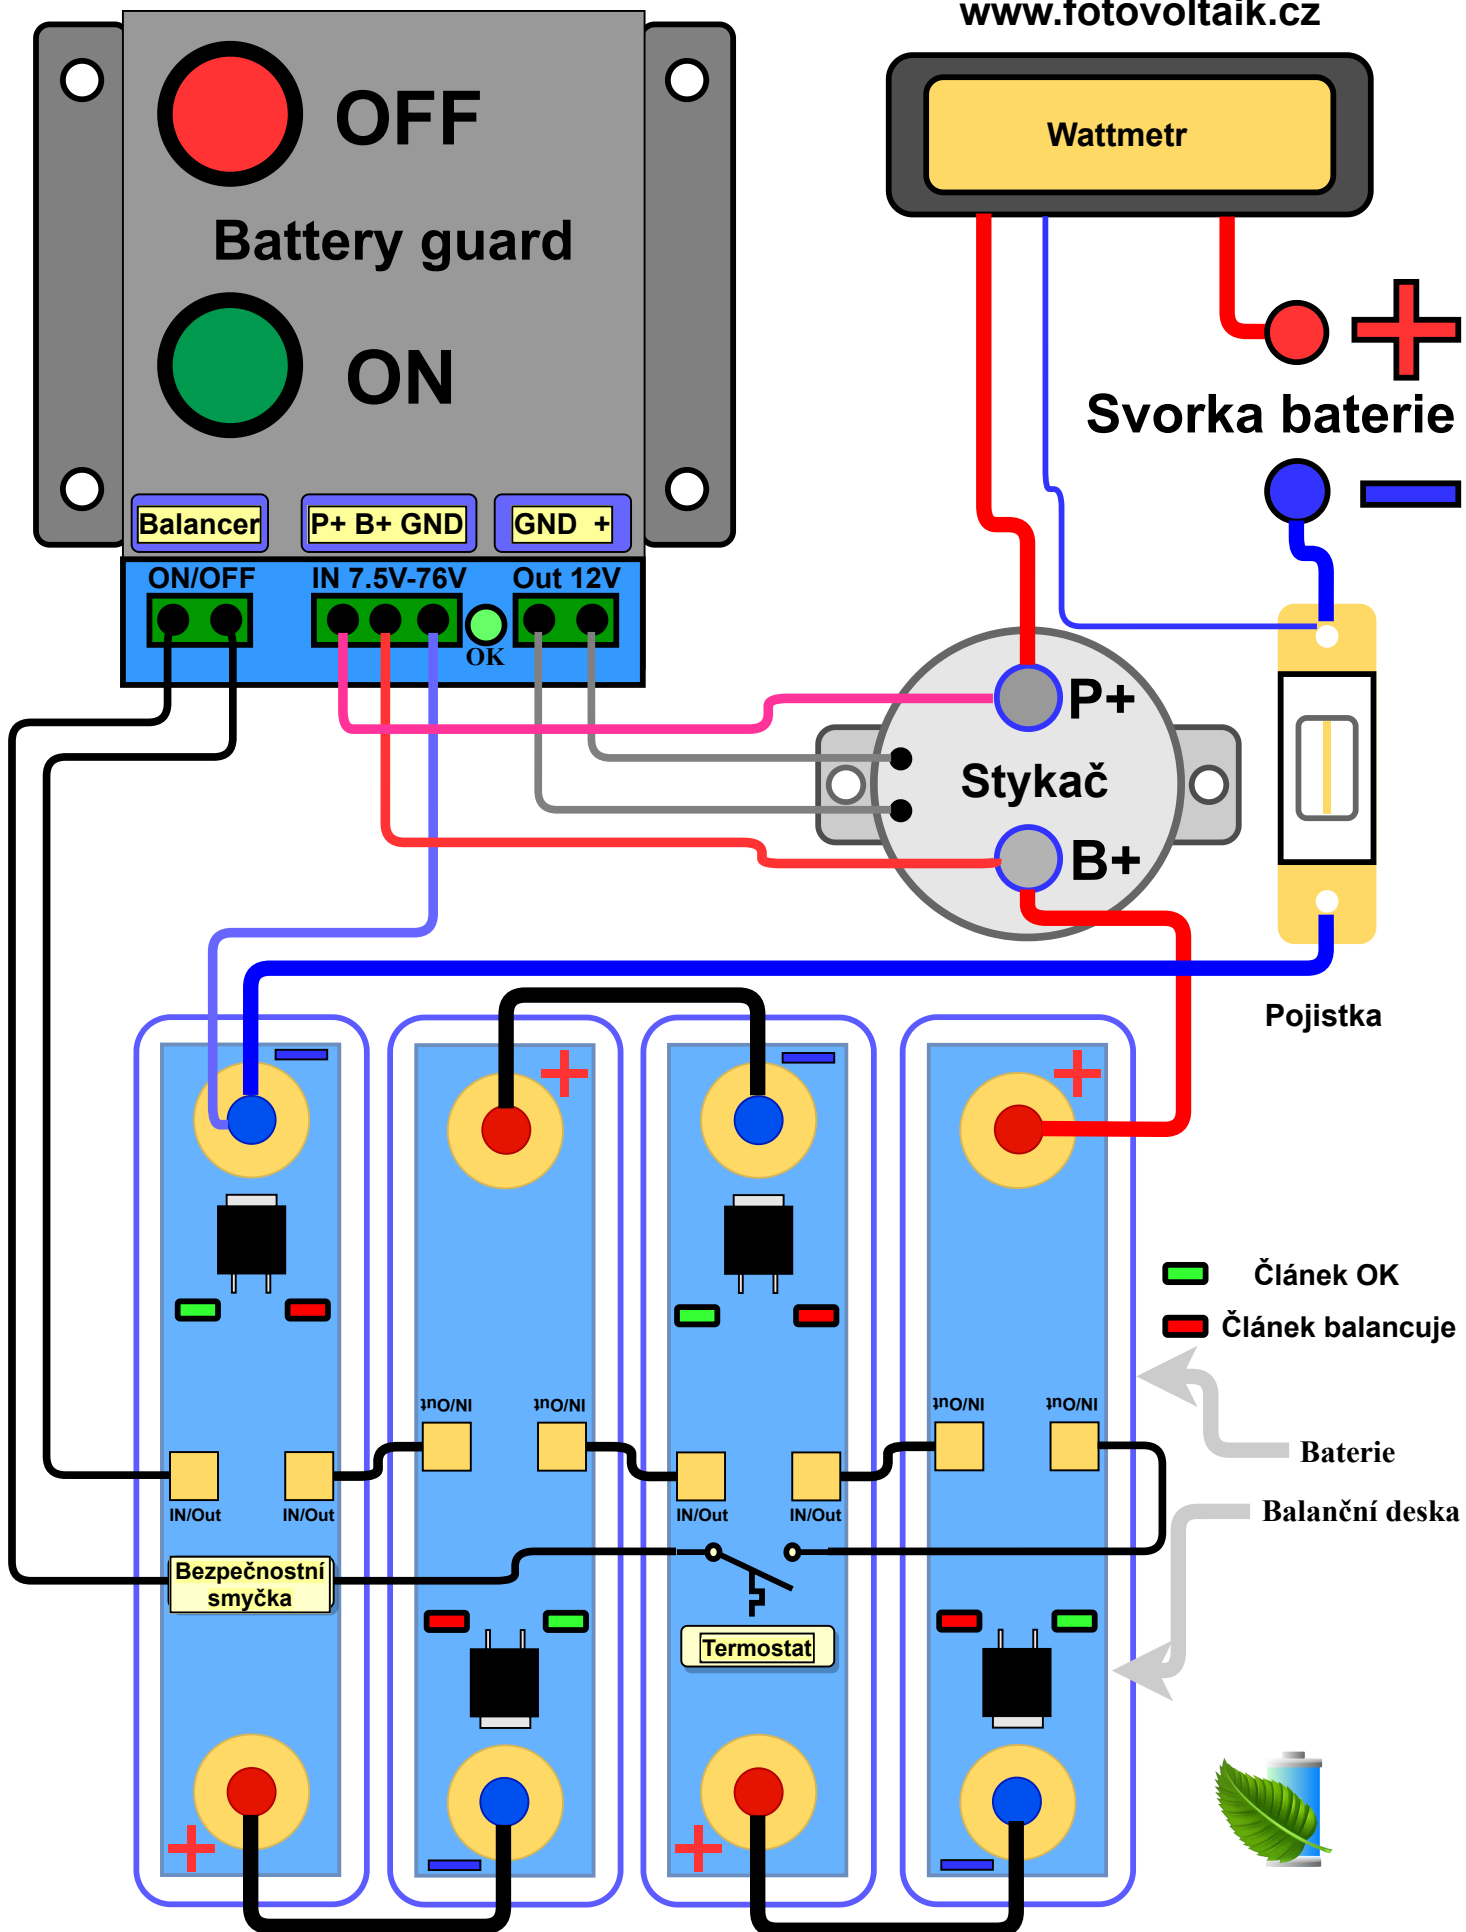 www.fotovoltaik.cz
OFF
Wattmetr
Battery guard
ON
Svorka baterie
Balancer
P+ B+ GND
GND +
ON/OFF
IN 7.5V-76V
Out 12V
OK
P+
Stykač
B+
Pojistka
Článek OK
Článek balancuje
IN/Out
IN/Out
IN/Out
IN/Out
Baterie
IN/Out
IN/Out
IN/Out
IN/Out
Balanční deska
Bezpečnostní
smyčka
Termostat